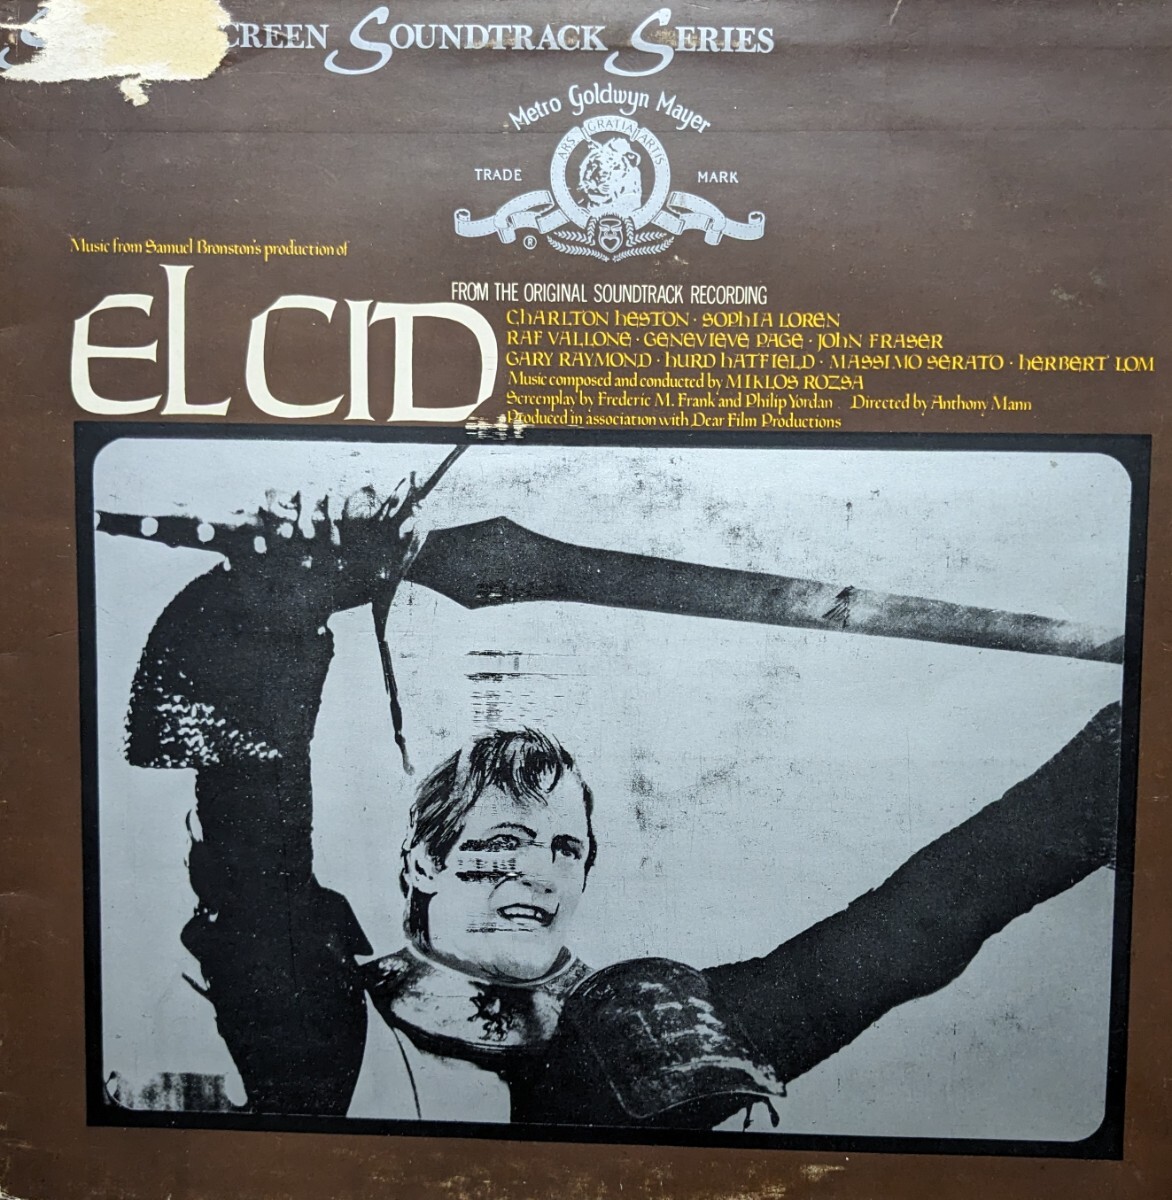 CREEN SOUNDTRACK SERIES
Metro Goldwyn Mayer
ARS GRATIA ARTIS
TRADE MARK
®
Music from Samuel Bronston's production of
EL CID
FROM THE ORIGINAL SOUNDTRACK RECORDING
CHARLTON HESTON · SOPHIA LOREN
RAF VALLONE · GENEVIEVE PAGE · JOHN FRASER
GARY RAYMOND · HURD HATFIELD · MASSIMO SERATO · HERBERT LOM
Music composed and conducted by MIKLOS ROZSA
Screenplay by Frederic M. Frank and Philip Yordan Directed by Anthony Mann
Produced in association with Dear Film Productions